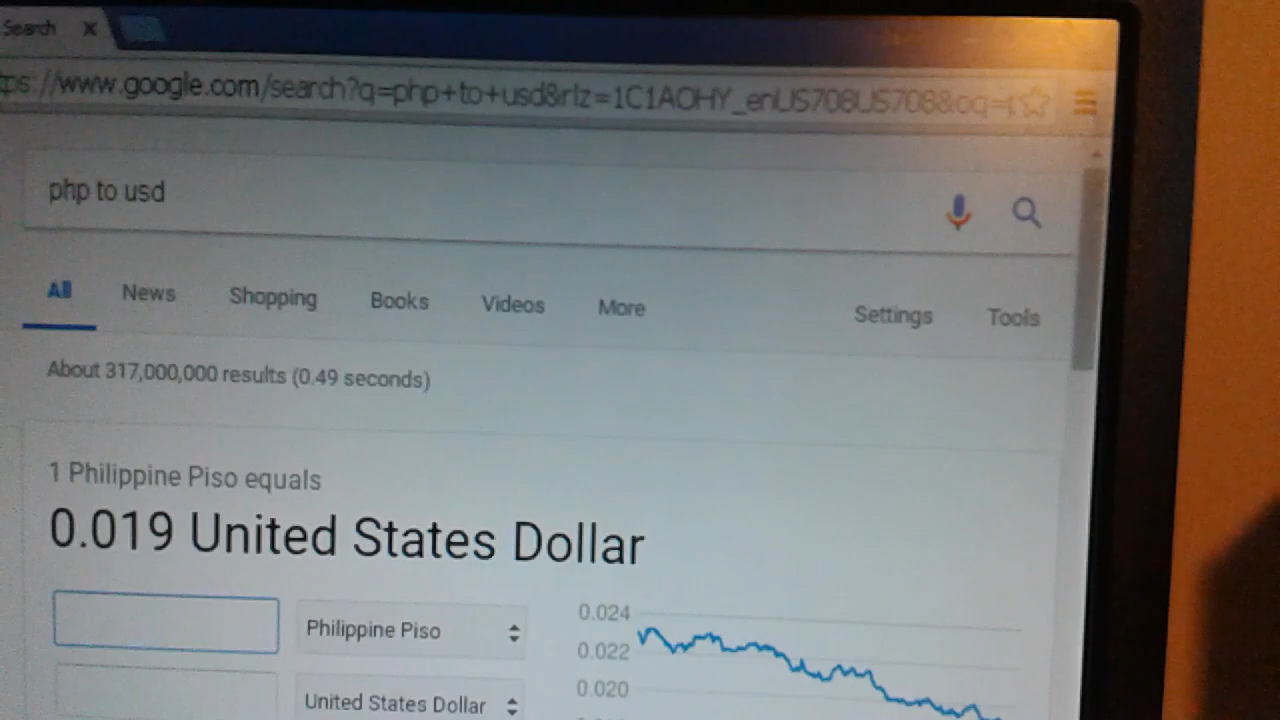 Search x
tps://www.google.com/search?q=php+to+usd&rlz=1C1AOHY_enUS708US708&oq=
php to usd
All News Shopping Books Videos More Settings Tools
About 317,000,000 results (0.49 seconds)
1 Philippine Piso equals
0.019 United States Dollar
Philippine Piso
United States Dollar
0.024
0.022
0.020